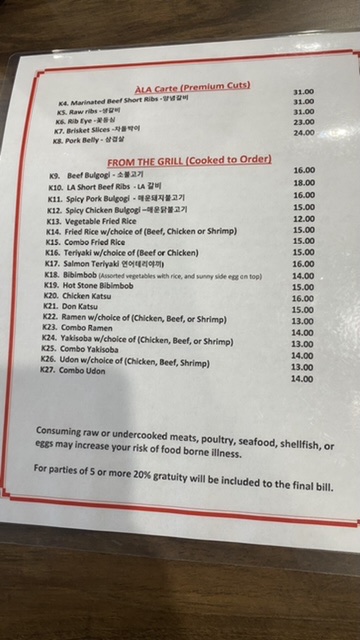 ÀLA Carte (Premium Cuts)
K4. Marinated Beef Short Ribs -양념갈비 31.00
K5. Raw ribs -생갈비 31.00
K6. Rib Eye -꽃등심 31.00
K7. Brisket Slices -차돌박이 23.00
K8. Pork Belly - 삼겹살 24.00
FROM THE GRILL (Cooked to Order)
K9. Beef Bulgogi - 소불고기 16.00
K10. LA Short Beef Ribs - LA 갈비 18.00
K11. Spicy Pork Bulgogi - 매운돼지불고기 16.00
K12. Spicy Chicken Bulgogi –매운닭불고기 15.00
K13. Vegetable Fried Rice 12.00
K14. Fried Rice w/choice of (Beef, Chicken or Shrimp) 15.00
K15. Combo Fried Rice 15.00
K16. Teriyaki w/choice of (Beef or Chicken) 15.00
K17. Salmon Teriyaki 연어테리야끼 16.00
K18. Bibimbob (Assorted vegetables with rice, and sunny side egg on top) 14.00
K19. Hot Stone Bibimbob 15.00
K20. Chicken Katsu 16.00
K21. Don Katsu 15.00
K22. Ramen w/choice of (Chicken, Beef, or Shrimp) 13.00
K23. Combo Ramen 14.00
K24. Yakisoba w/choice of (Chicken, Beef, or Shrimp) 13.00
K25. Combo Yakisoba 14.00
K26. Udon w/choice of (Chicken, Beef, Shrimp) 13.00
K27. Combo Udon 14.00
Consuming raw or undercooked meats, poultry, seafood, shellfish, or
eggs may increase your risk of food borne illness.
For parties of 5 or more 20% gratuity will be included to the final bill.